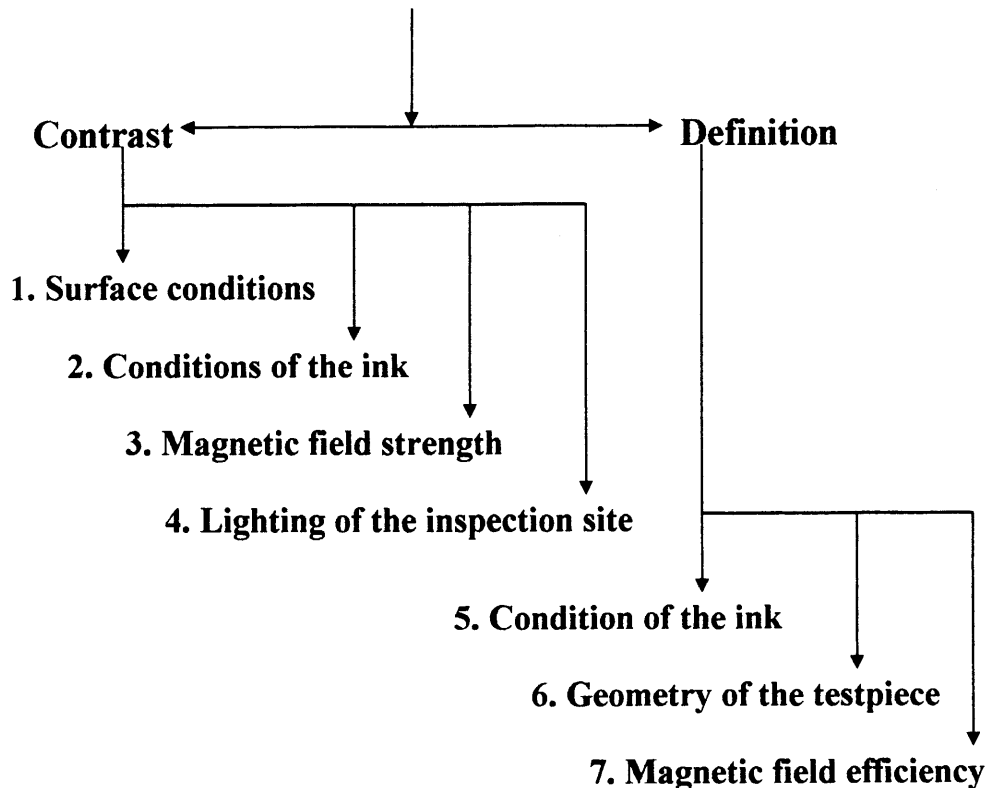 Contrast
Definition
1. Surface conditions
2. Conditions of the ink
3. Magnetic field strength
4. Lighting of the inspection site
5. Condition of the ink
6. Geometry of the testpiece
7. Magnetic field efficiency